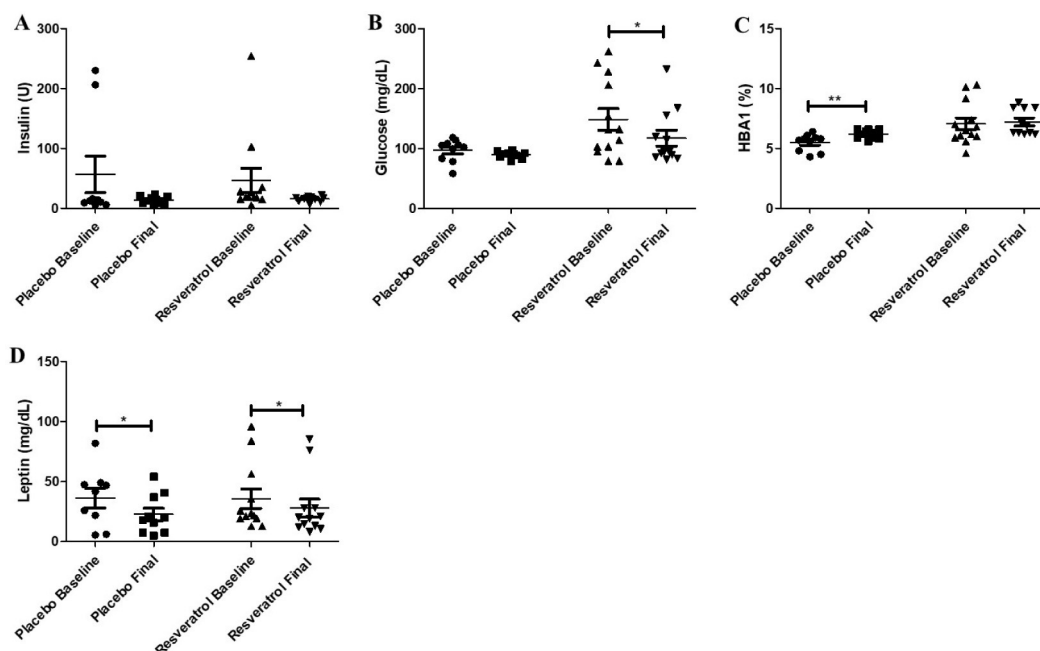 A
Insulin (U)
300
200
100
0
Placebo Baseline
Placebo Final
Resveratrol Baseline
Resveratrol Final
B
Glucose (mg/dL)
300
200
100
0
*
Placebo Baseline
Placebo Final
Resveratrol Baseline
Resveratrol Final
C
HBA1 (%)
15
10
5
0
**
Placebo Baseline
Placebo Final
Resveratrol Baseline
Resveratrol Final
D
Leptin (mg/dL)
150
100
50
0
*
*
Placebo Baseline
Placebo Final
Resveratrol Baseline
Resveratrol Final